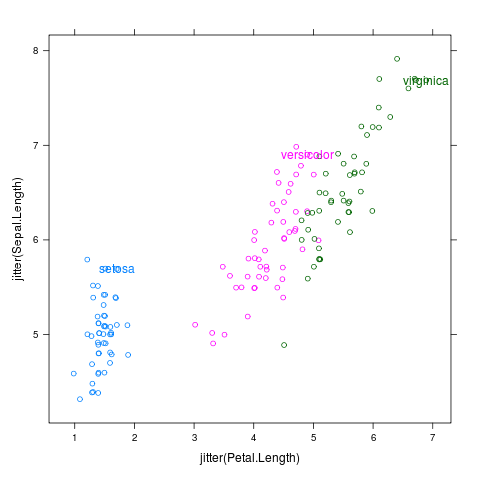 8
virginica
7
versicolor
6
setosa
5
jitter(Sepal.Length)
1 2 3 4 5 6 7
jitter(Petal.Length)